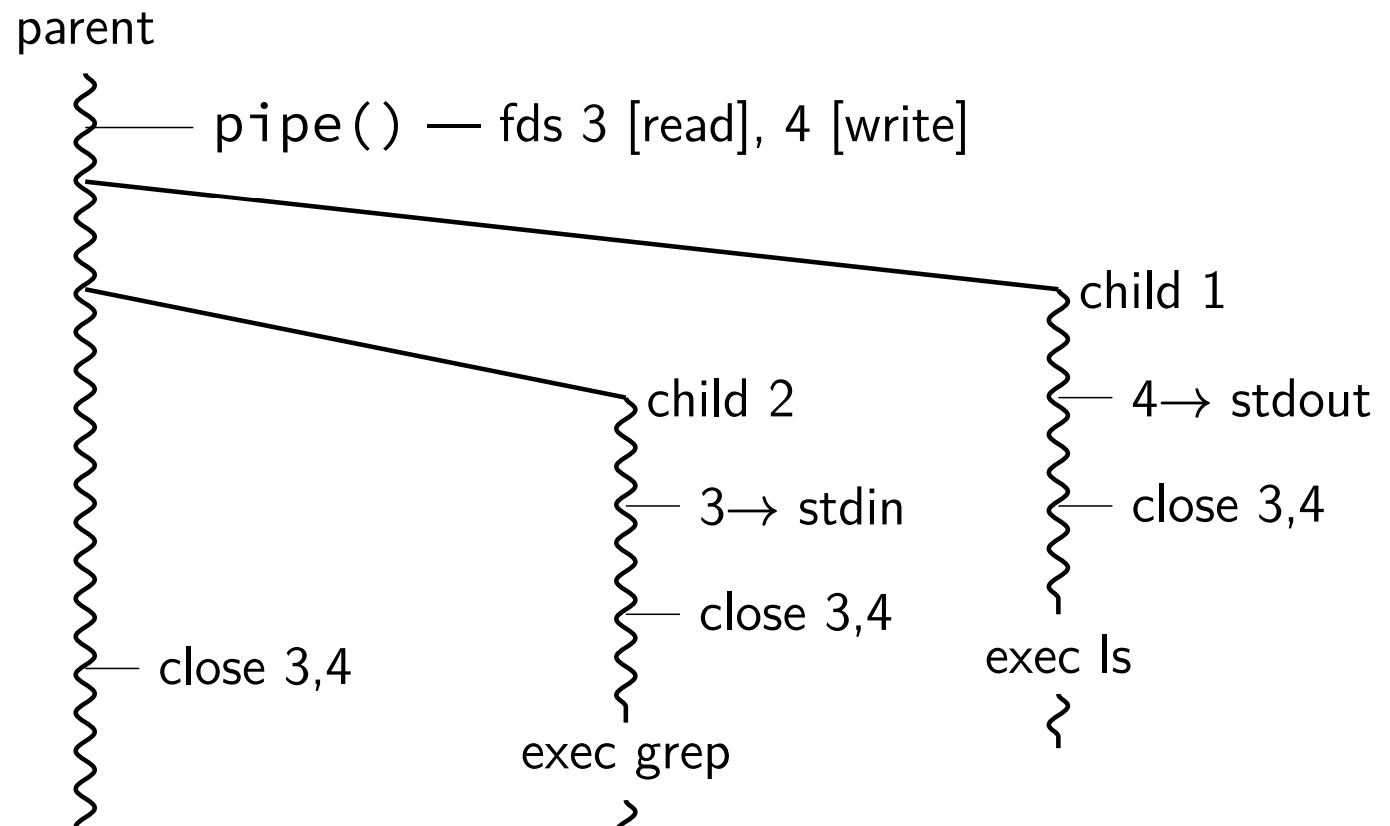 parent
pipe() — fds 3 [read], 4 [write]
child 1
child 2
4→ stdout
3→ stdin
close 3,4
close 3,4
exec ls
close 3,4
exec grep